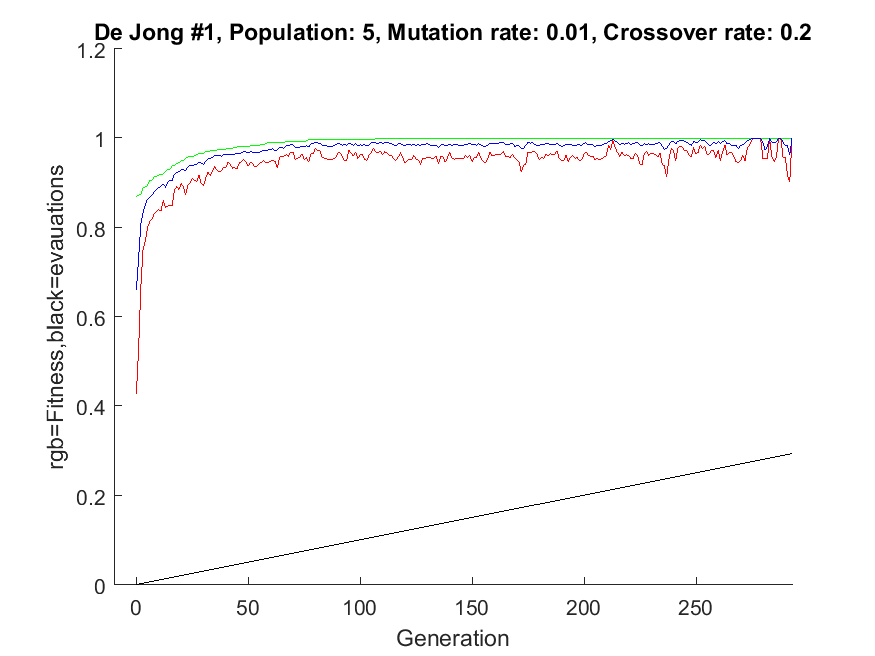 De Jong #1, Population: 5, Mutation rate: 0.01, Crossover rate: 0.2
1.2
1
0.8
0.6
0.4
0.2
0
rgb=Fitness,black=evauations
0 50 100 150 200 250
Generation